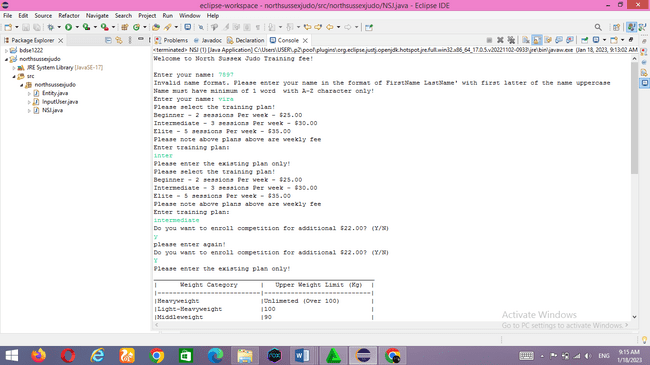 eclipse-workspace - northsussexjudo/src/northsussexjudo/NSJ.java - Eclipse IDE
File Edit Source Refactor Navigate Search Project Run Window Help
Package Explorer
Problems Javadoc Declaration Console
<terminated> NSJ (1) [Java Application] C:\Users\USER\.p2\pool\plugins\org.eclipse.justj.openjdk.hotspot.jre.full.win32.x86_64_17.0.5.v20221102-0933\jre\bin\javaw.exe (Jan 18, 2023, 9:13:02 AM
bdse1222
northsussexjudo
JRE System Library [JavaSE-17]
src
northsussexjudo
Entity.java
InputUser.java
NSJ.java
Welcome to North Sussex Judo Training fee!
Enter your name: 7897
Invalid name format. Please enter your name in the format of FirstName LastName' with first latter of the name uppercase
Name must have minimum of 1 word with A-Z character only!
Enter your name: vira
Please select the training plan!
Beginner - 2 sessions Per week - $25.00
Intermediate - 3 sessions Per week - $30.00
Elite - 5 sessions Per week - $35.00
Please note above plans above are weekly fee
Enter training plan:
inter
Please enter the existing plan only!
Please select the training plan!
Beginner - 2 sessions Per week - $25.00
Intermediate - 3 sessions Per week - $30.00
Elite - 5 sessions Per week - $35.00
Please note above plans above are weekly fee
Enter training plan:
intermediate
Do you want to enroll competition for additional $22.00? (Y/N)
y
please enter again!
Do you want to enroll competition for additional $22.00? (Y/N)
Y
Please enter the existing plan only!
| Weight Category | Upper Weight Limit (Kg) |
|Heavyweight |Unlimeted (Over 100) |
|Light-Heavyweight |100 |
|Middleweight |90 |
Activate Windows
Go to PC settings to activate Windows.
ENG
9:15 AM
1/18/2023